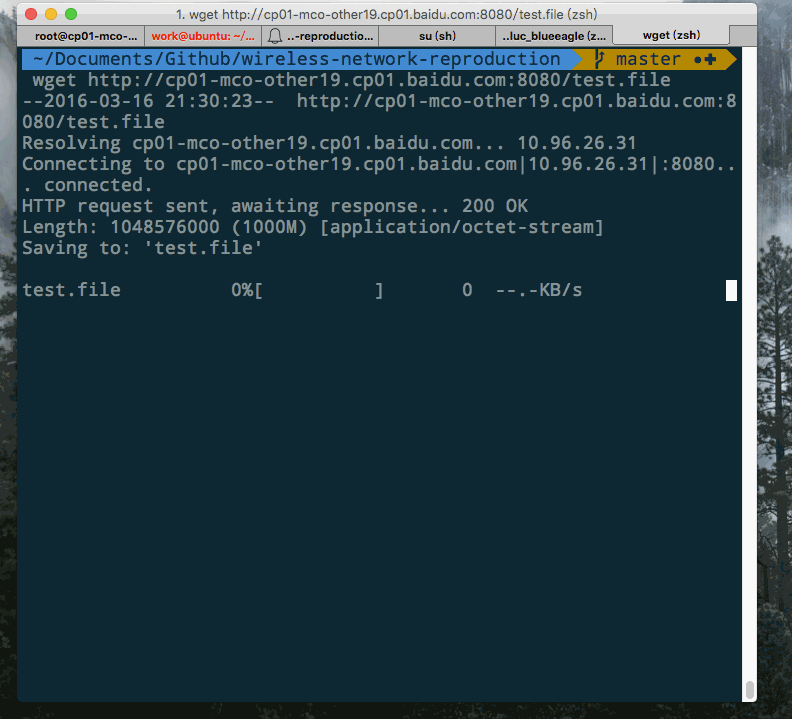 1. wget http://cp01-mco-other19.cp01.baidu.com:8080/test.file (zsh)
root@cp01-mco-... work@ubuntu: ~/... ..-reproductio... su (sh) ..luc_blueeagle (z... wget (zsh)
~/Documents/Github/wireless-network-reproduction master ●✚
wget http://cp01-mco-other19.cp01.baidu.com:8080/test.file
--2016-03-16 21:30:23-- http://cp01-mco-other19.cp01.baidu.com:8
080/test.file
Resolving cp01-mco-other19.cp01.baidu.com... 10.96.26.31
Connecting to cp01-mco-other19.cp01.baidu.com|10.96.26.31|:8080..
. connected.
HTTP request sent, awaiting response... 200 OK
Length: 1048576000 (1000M) [application/octet-stream]
Saving to: 'test.file'
test.file 0%[ ] 0 --.-KB/s